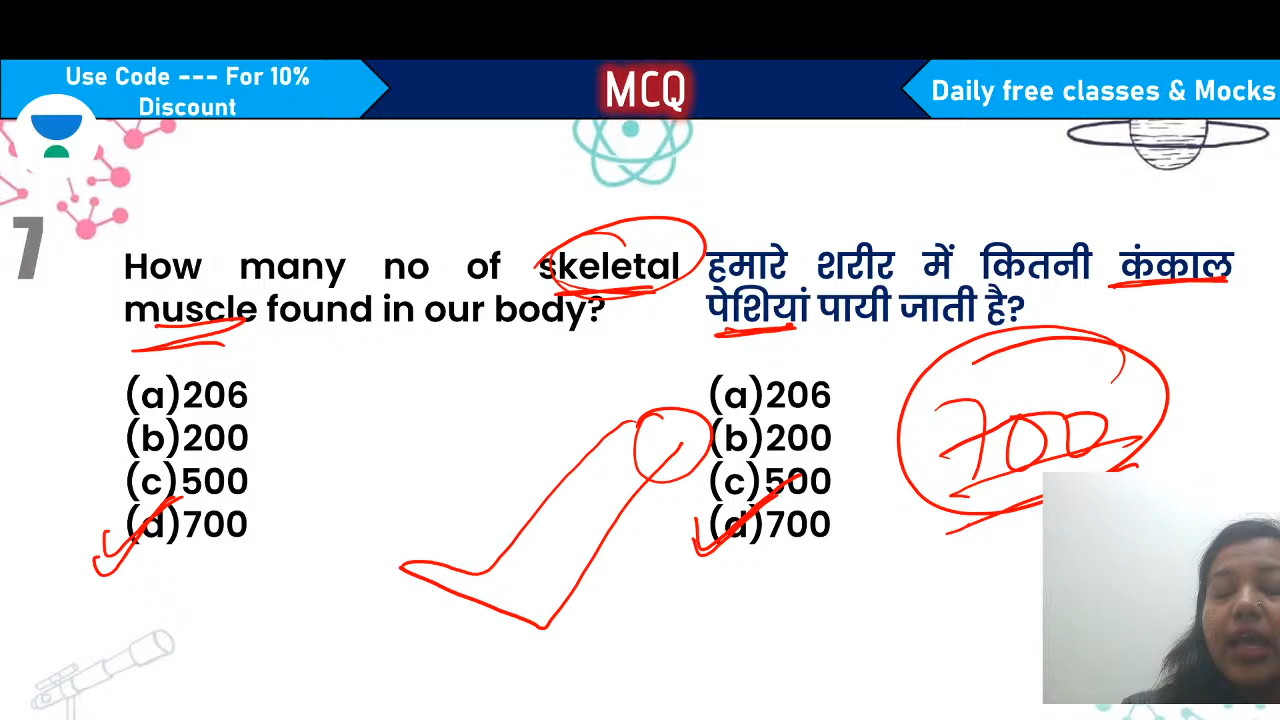 Use Code --- For 10%
Discount
MCQ
Daily free classes & Mocks
7
How many no of skeletal
muscle found in our body?
(a)206
(b)200
(c)500
(d)700
हमारे शरीर में कितनी कंकाल
पेशियां पायी जाती है?
(a)206
(b)200
(c)500
(d)700
700